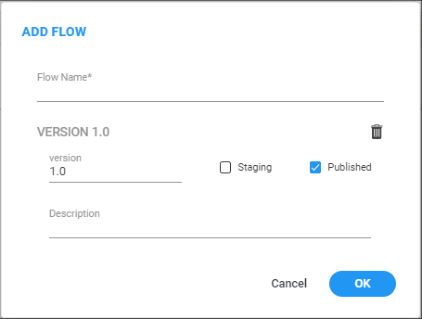 ADD FLOW
Flow Name*
VERSION 1.0
version
1.0
Staging
Published
Description
Cancel
OK